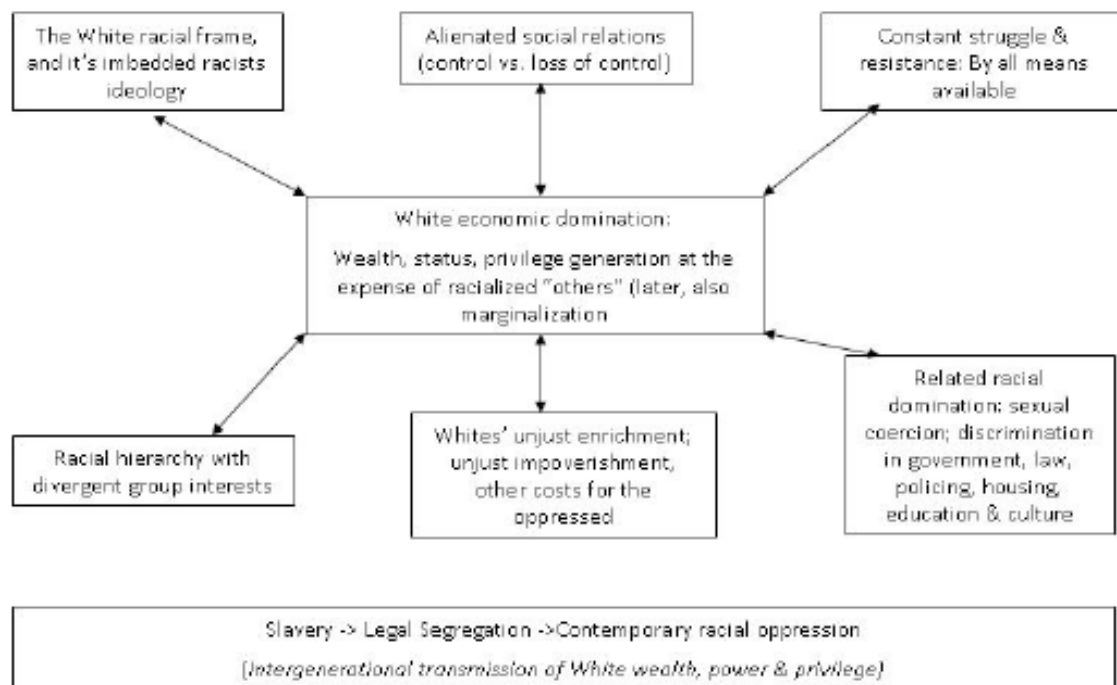 The White racial frame,
and it's imbedded racists
ideology
Alienated social relations
(control vs. loss of control)
Constant struggle &
resistance: By all means
available
White economic domination:
Wealth, status, privilege generation at the
expense of racialized "others" (later, also
marginalization
Racial hierarchy with
divergent group interests
Whites' unjust enrichment;
unjust impoverishment,
other costs for the
oppressed
Related racial
domination: sexual
coercion; discrimination
in government, law,
policing, housing,
education & culture
Slavery -> Legal Segregation ->Contemporary racial oppression
(Intergenerational transmission of White wealth, power & privilege)